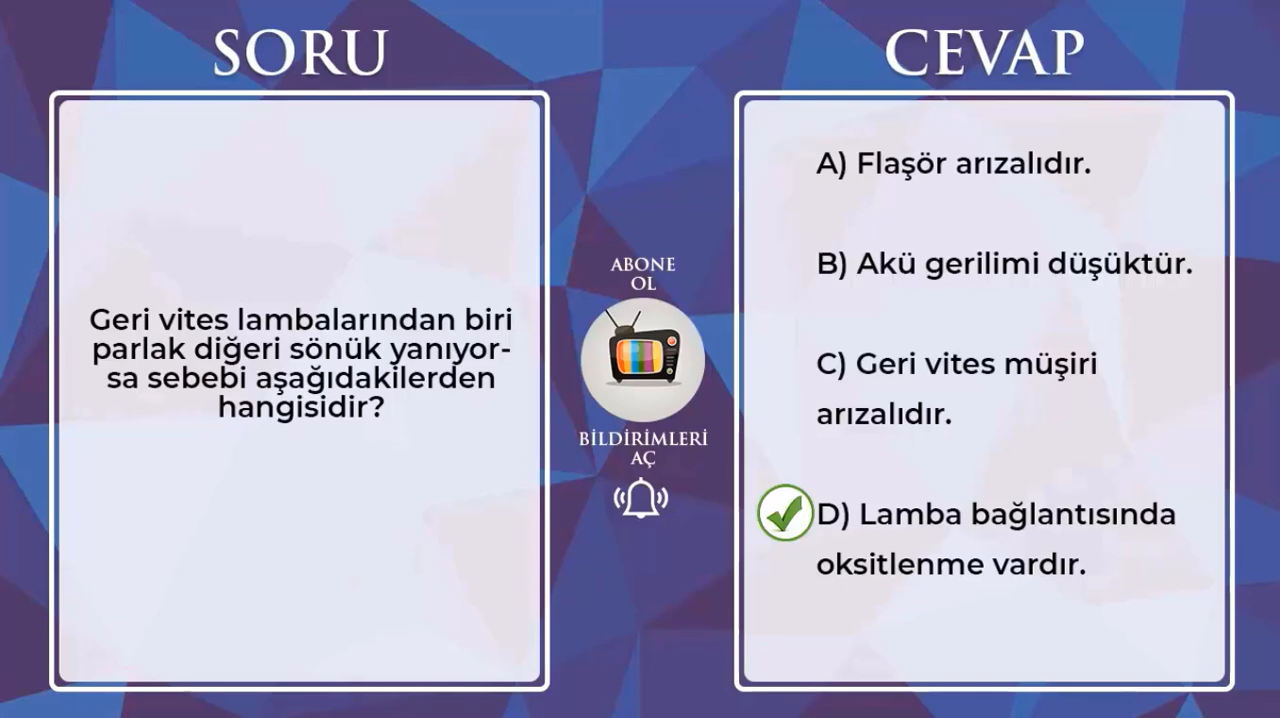 SORU
Geri vites lambalarından biri
parlak diğeri sönük yanıyor-
sa sebebi aşağıdakilerden
hangisidir?
ABONE
OL
BİLDİRİMLERİ
AÇ
CEVAP
A) Flaşör arızalıdır.
B) Akü gerilimi düşüktür.
C) Geri vites müşiri
arızalıdır.
D) Lamba bağlantısında
oksitlenme vardır.